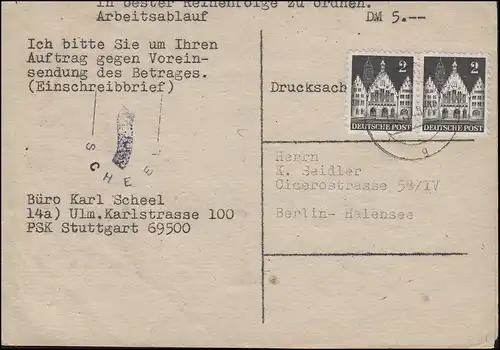 in bester Reihenfolge zu ordnen.
Arbeitsablauf DM 5.--
Ich bitte Sie um Ihren
Auftrag gegen Vorein-
sendung des Betrages.
(Einschreibbrief)
SCHEEL
Büro Karl Scheel
14a) Ulm.Karlstrasse 100
PSK Stuttgart 69500
2
DEUTSCHE POST
2
DEUTSCHE POST
g
Drucksach
Herrn
K. Seidler
Cicerostrasse 58/IV
Berlin- Halensee